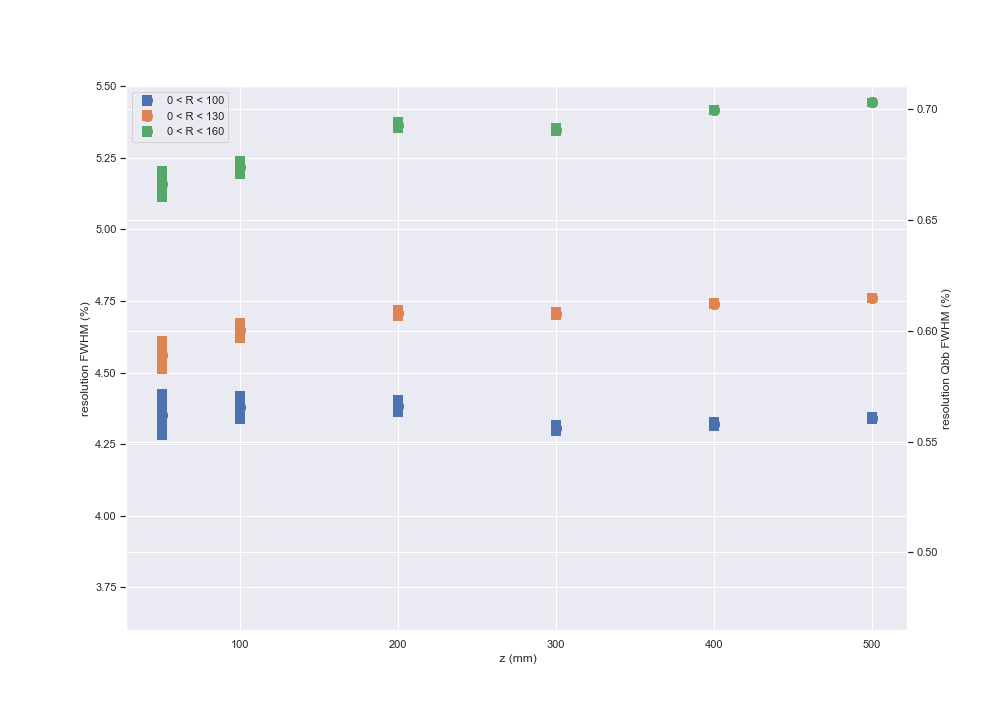 0 < R < 100
0 < R < 130
0 < R < 160
5.50
5.25
5.00
4.75
4.50
4.25
4.00
3.75
resolution FWHM (%)
0.70
0.65
0.60
0.55
0.50
resolution Qbb FWHM (%)
100 200 300 400 500
z (mm)